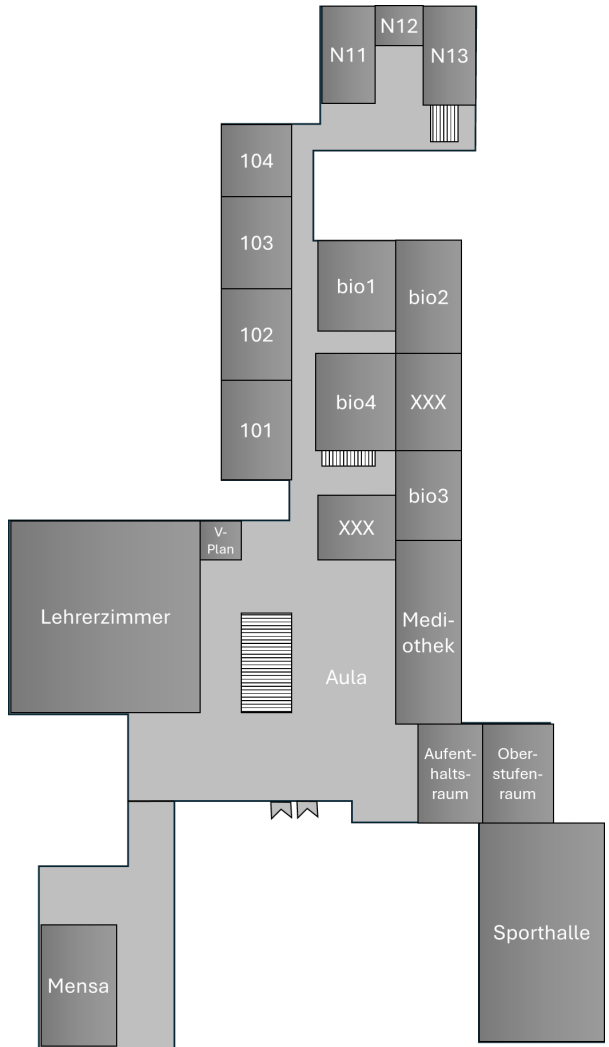 N12
N11
N13
104
103
bio1
bio2
102
bio4
XXX
101
bio3
XXX
V-
Plan
Lehrerzimmer
Medi-
othek
Aula
Aufent-
halts-
raum
Ober-
stufen-
raum
Sporthalle
Mensa